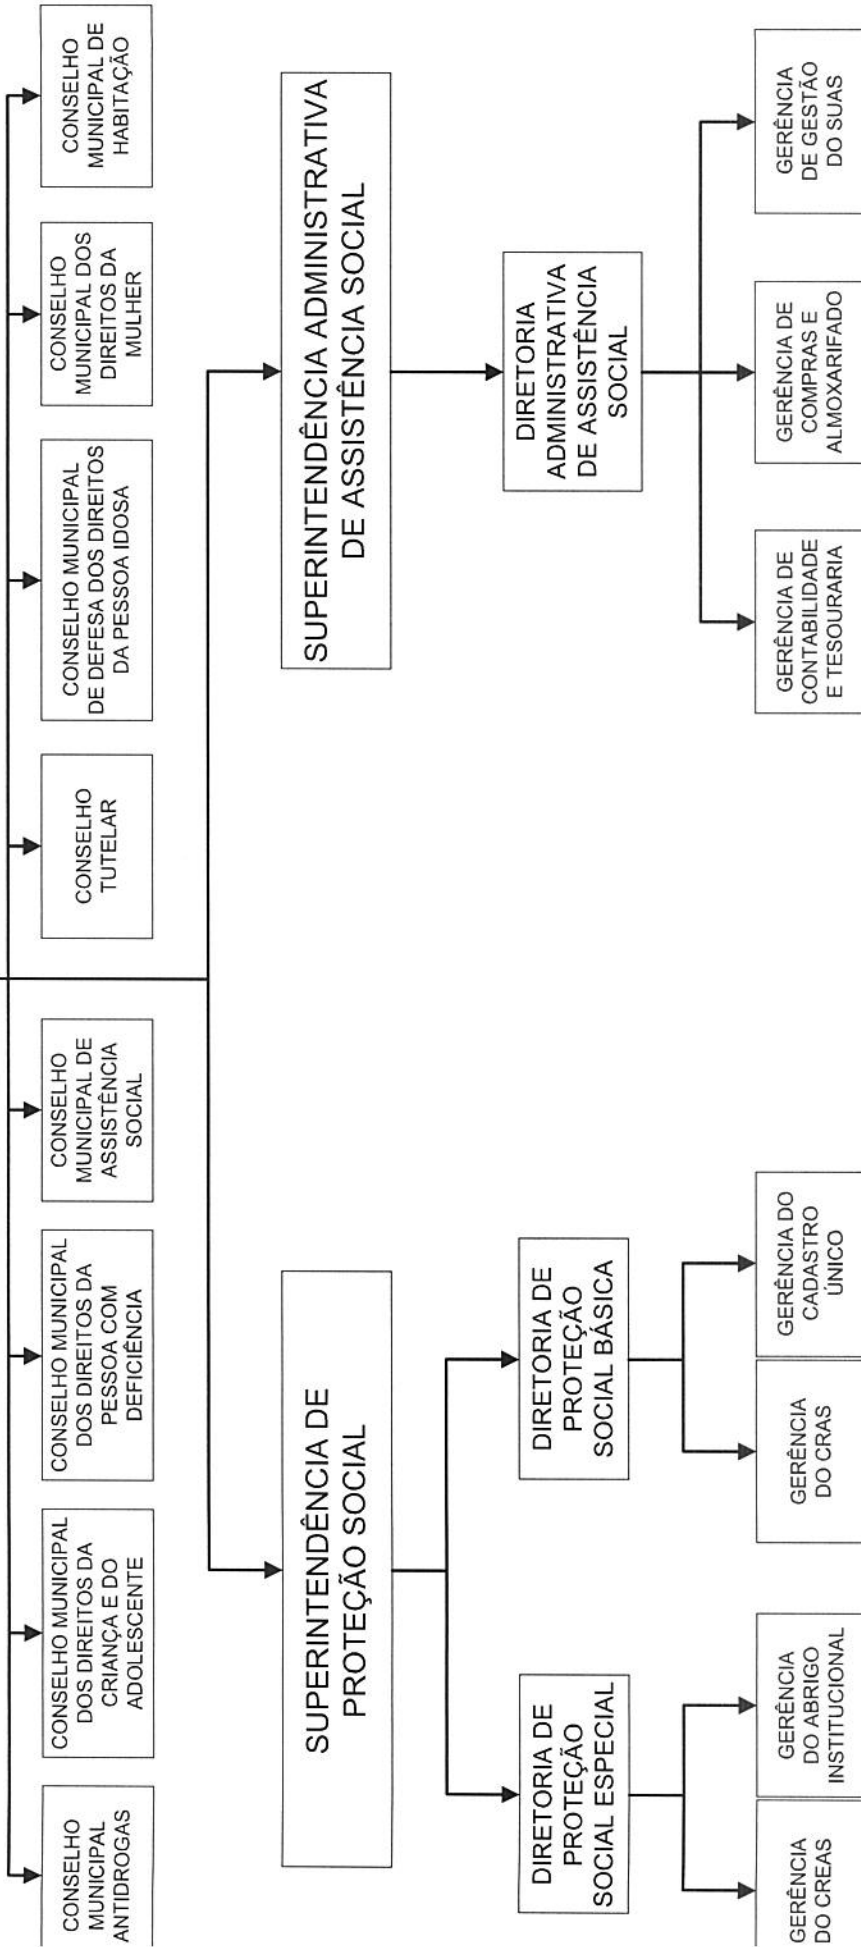 CONSELHO
MUNICIPAL
ANTIDROGAS
CONSELHO MUNICIPAL
DOS DIREITOS DA
CRIANÇA E DO
ADOLESCENTE
CONSELHO MUNICIPAL
DOS DIREITOS DA
PESSOA COM
DEFICIÊNCIA
CONSELHO
MUNICIPAL DE
ASSISTÊNCIA
SOCIAL
CONSELHO
TUTELAR
CONSELHO MUNICIPAL
DE DEFESA DOS DIREITOS
DA PESSOA IDOSA
CONSELHO
MUNICIPAL DOS
DIREITOS DA
MULHER
CONSELHO
MUNICIPAL DE
HABITAÇÃO
SUPERINTENDÊNCIA DE
PROTEÇÃO SOCIAL
SUPERINTENDÊNCIA ADMINISTRATIVA
DE ASSISTÊNCIA SOCIAL
DIRETORIA DE
PROTEÇÃO
SOCIAL ESPECIAL
DIRETORIA DE
PROTEÇÃO
SOCIAL BÁSICA
DIRETORIA
ADMINISTRATIVA
DE ASSISTÊNCIA
SOCIAL
GERÊNCIA
DO CREAS
GERÊNCIA
DO ABRIGO
INSTITUCIONAL
GERÊNCIA
DO CRAS
GERÊNCIA DO
CADASTRO
ÚNICO
GERÊNCIA DE
CONTABILIDADE
E TESOURARIA
GERÊNCIA DE
COMPRAS E
ALMOXARIFADO
GERÊNCIA
DE GESTÃO
DO SUAS